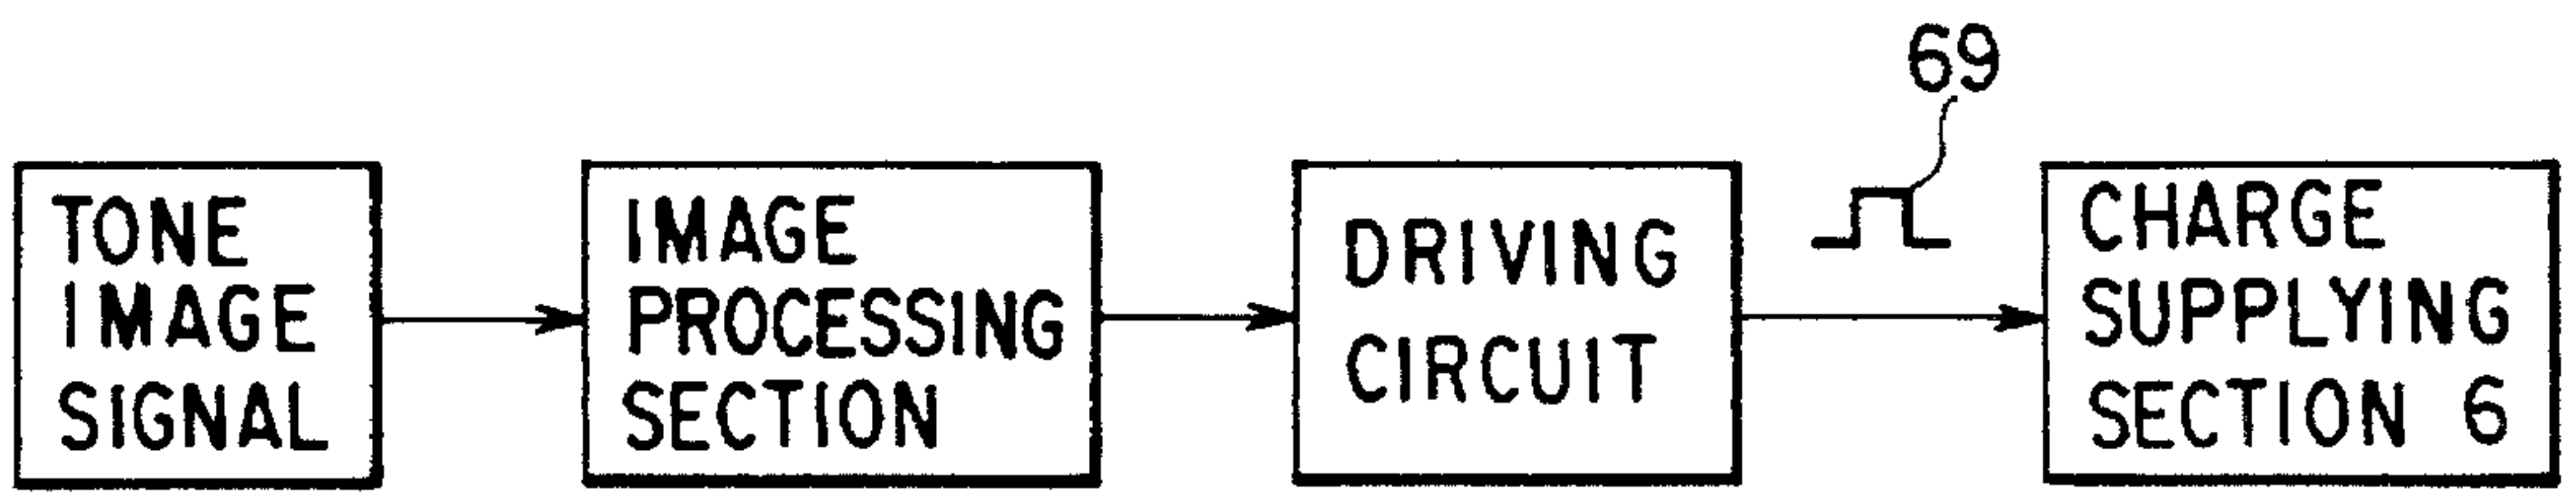 69
TONE
IMAGE
SIGNAL
IMAGE
PROCESSING
SECTION
DRIVING
CIRCUIT
CHARGE
SUPPLYING
SECTION 6